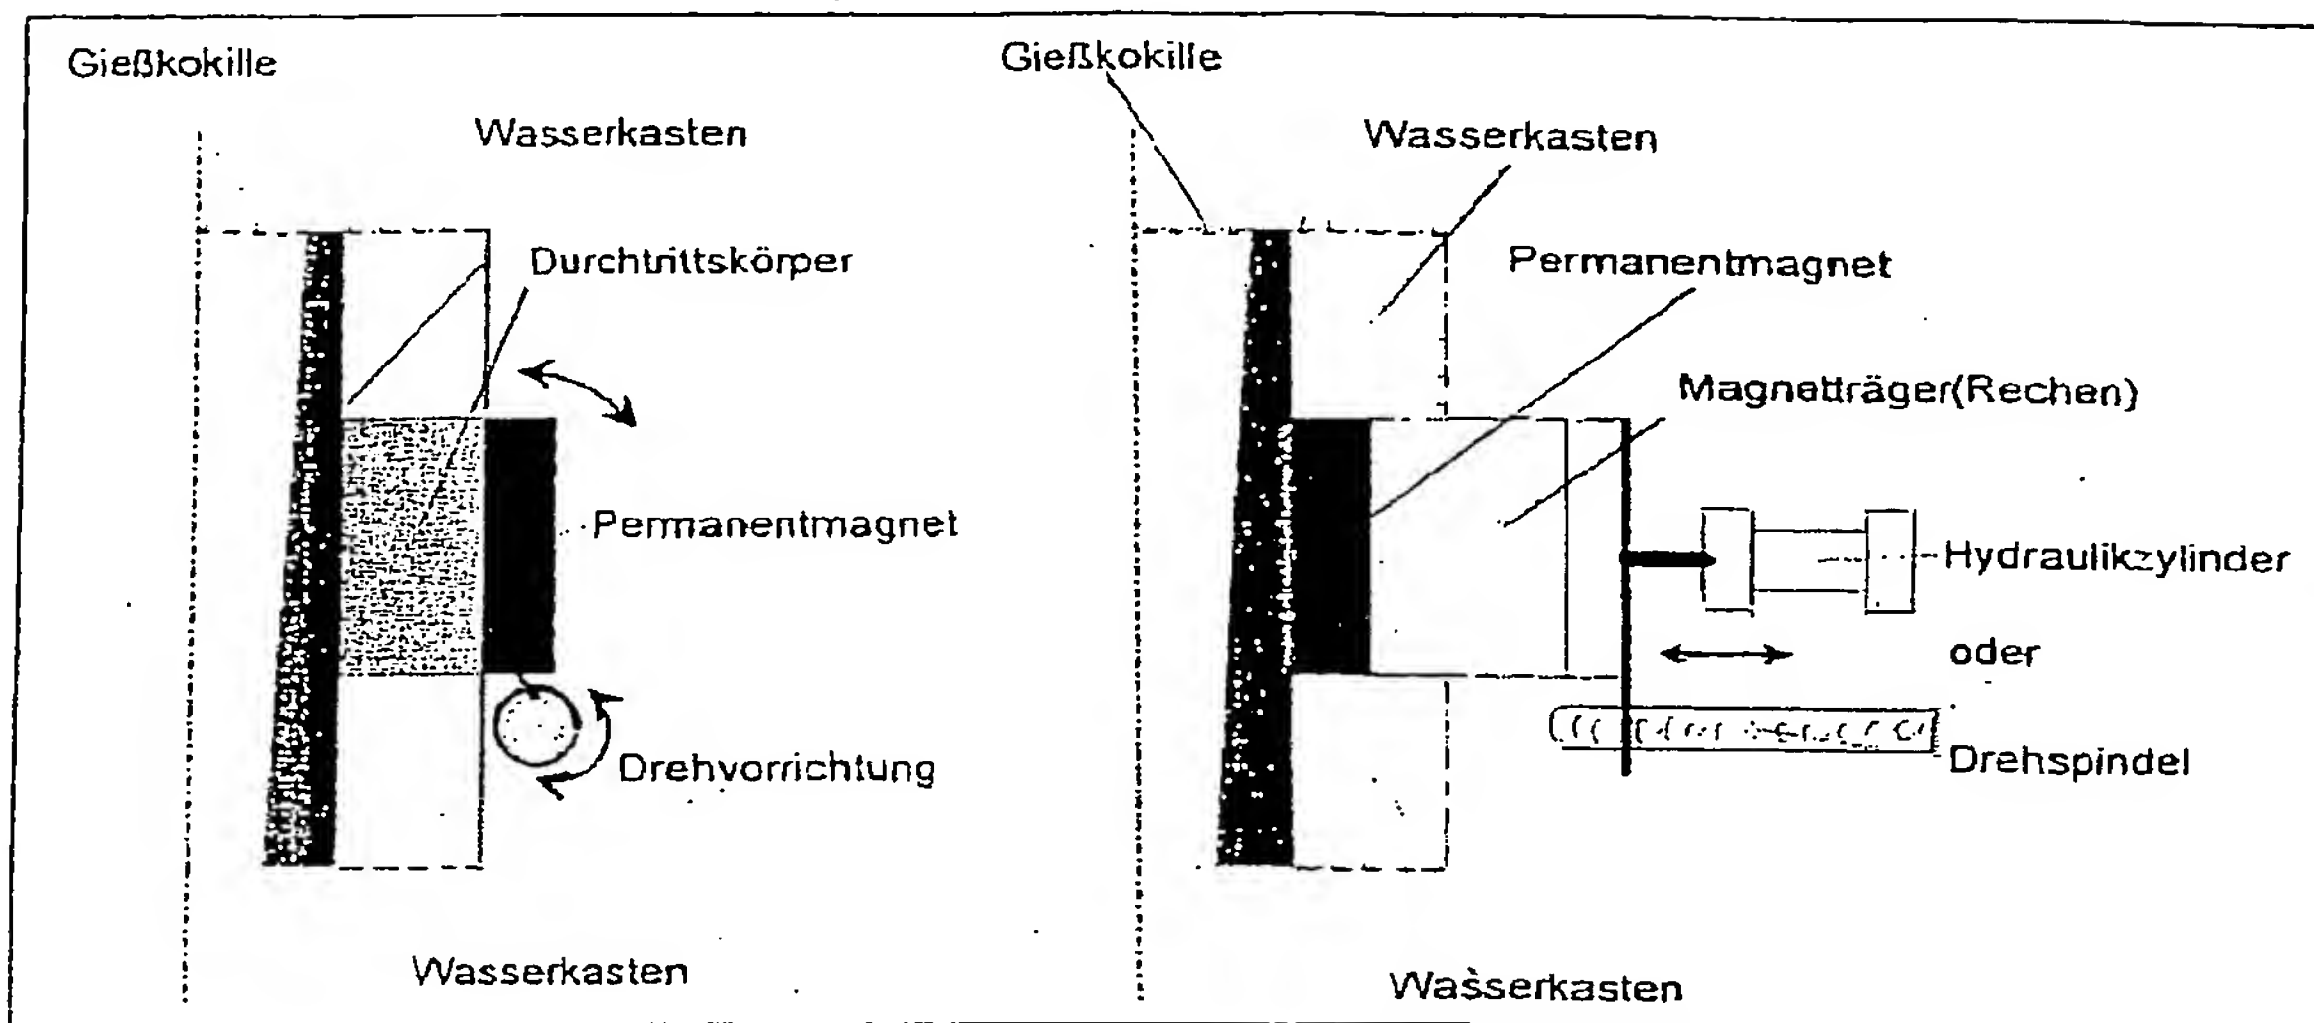 Gießkokille
Wasserkasten
Durchtrittskörper
Permanentmagnet
Drehvorrichtung
Wasserkasten
Gießkokille
Wasserkasten
Permanentmagnet
Magnetträger(Rechen)
Hydraulikzylinder
oder
Drehspindel
Wasserkasten